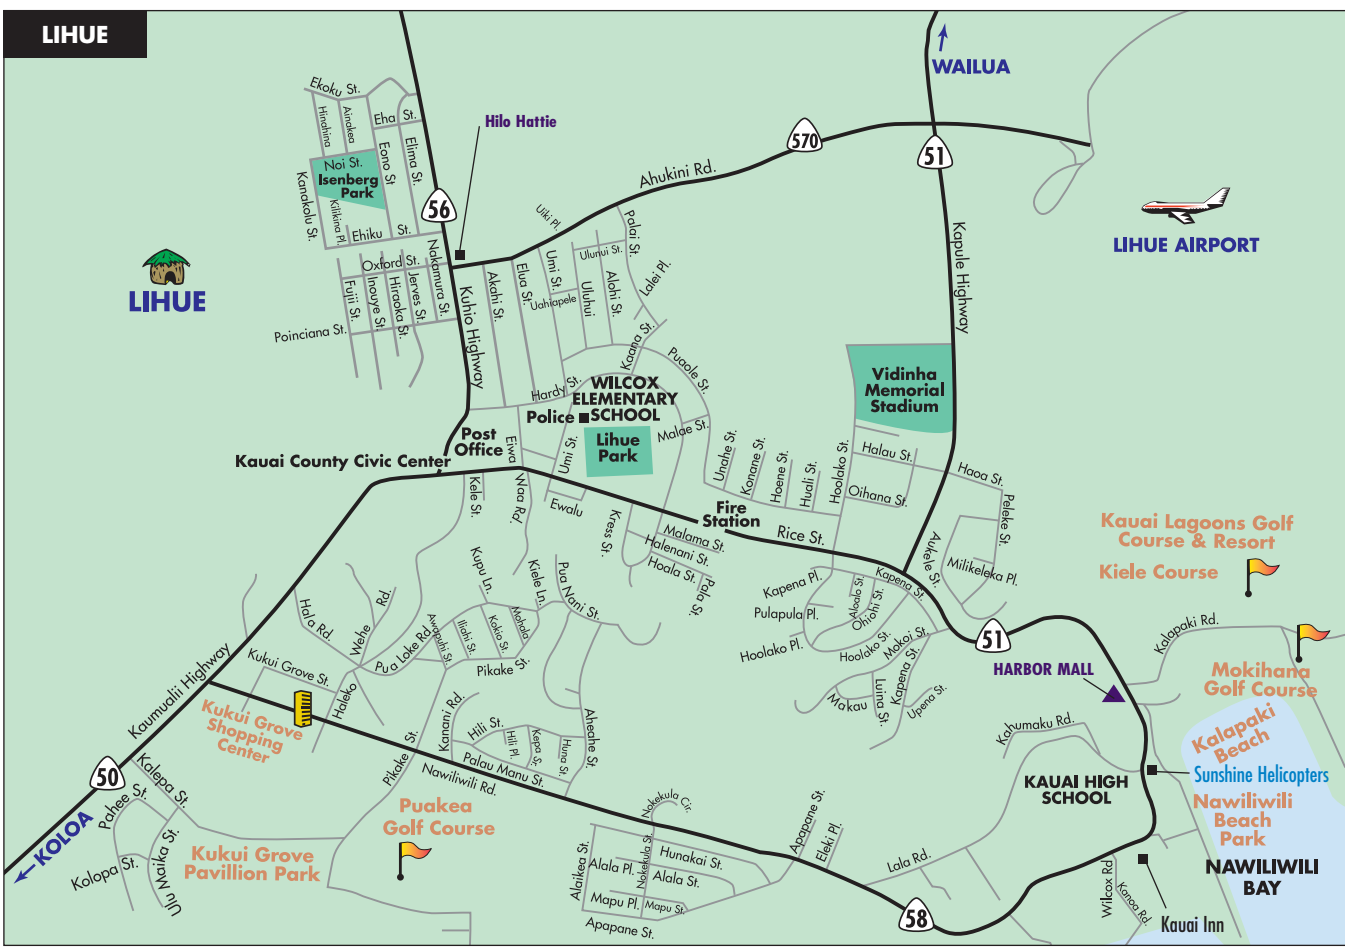 LIHUE
WAILUA
Ekoku St.
Hinahina
Ainakea
Eha St.
Hilo Hattie
570
51
Elima St.
Eono St
Noi St.
Isenberg
Park
Ahukini Rd.
Kanakolu St.
Kilikina Pl.
56
Ulki Pl.
Palai St.
Ehiku St.
LIHUE AIRPORT
Kapule Highway
Nakamura St.
Oxford St.
Ulunui St.
Umi St.
Lalei Pl.
LIHUE
Fujii St.
Inouye St.
Hiraoka St.
Jerves St.
Kuhio Highway
Akahi St.
Elua St.
Uahiapele
Uluhui
Alohi St.
Poinciana St.
Kaana St.
Puaole St.
Vidinha
Memorial
Stadium
Hardy St.
WILCOX
ELEMENTARY
SCHOOL
Police
Post
Office
Eiwa
Umi St.
Lihue
Park
Malae St.
Kauai County Civic Center
Unahe St.
Konane St.
Hoene St.
Huali St.
Hoolako St.
Halau St.
Haoa St.
Oihana St.
Peleke St.
Kele St.
Waa Rd.
Ewalu
Kress St.
Fire
Station
Rice St.
Malama St.
Halenani St.
Hoala St.
Pala St.
Aukele St.
Milikeleka Pl.
Kauai Lagoons Golf
Course & Resort
Kiele Course
Kapena Pl.
Kapena St.
Pulapula Pl.
Aloalo St.
Ohiohi St.
Hoolako Pl.
Hoolako St.
Mokoi St.
Kapena St.
Luina St.
Makau
Upena St.
51
Kalapaki Rd.
HARBOR MALL
Mokihana
Golf Course
Kupu Ln.
Kiele Ln.
Pua Nani St.
Hala Rd.
Wehe Rd.
Pua Loke Rd.
Awapuhi St.
Iliahi St.
Kokio St.
Mohala
Pikake St.
Kukui Grove St.
Haleko
Kaumualii Highway
Kukui Grove
Shopping
Center
Kanani Rd.
Hili St.
Hili Pl.
Kepa St.
Huna St.
Aheahe St.
Palau Manu St.
Nawiliwili Rd.
Pikake St.
Kahumaku Rd.
Kalapaki
Beach
Sunshine Helicopters
KAUAI HIGH
SCHOOL
Nawiliwili
Beach
Park
NAWILIWILI
BAY
50
Kalepa St.
Pahee St.
KOLOA
Kolopa St.
Ulu Maika St.
Kukui Grove
Pavillion Park
Puakea
Golf Course
Nokekula Cir.
Nokekula St.
Alaikea St.
Alala Pl.
Hunakai St.
Alala St.
Mapu Pl.
Mapu St.
Apapane St.
Apapane St.
Eleki Pl.
Lala Rd.
58
Wilcox Rd
Kanoa Rd.
Kauai Inn